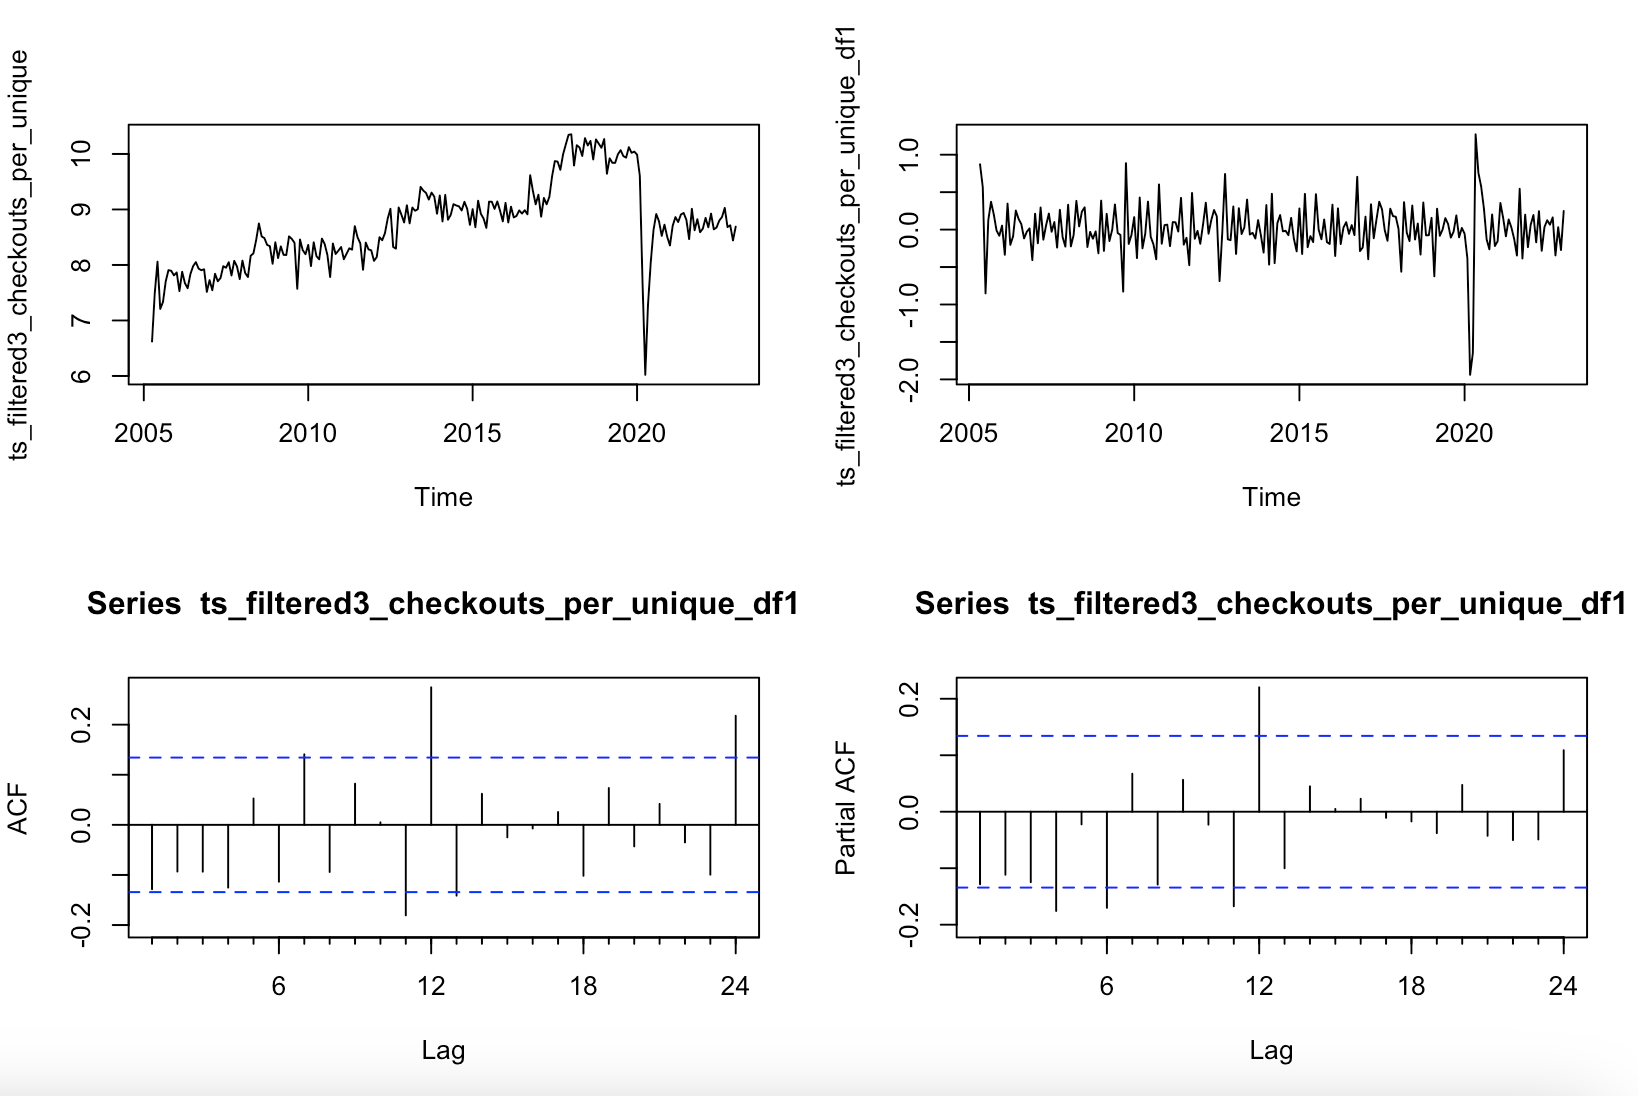 ts_filtered3_checkouts_per_unique
10
9
8
7
6
2005 2010 2015 2020
Time
ts_filtered3_checkouts_per_unique_df1
1.0
0.0
-1.0
-2.0
2005 2010 2015 2020
Time
Series ts_filtered3_checkouts_per_unique_df1
ACF
0.2
0.0
-0.2
6 12 18 24
Lag
Series ts_filtered3_checkouts_per_unique_df1
Partial ACF
0.2
0.0
-0.2
6 12 18 24
Lag